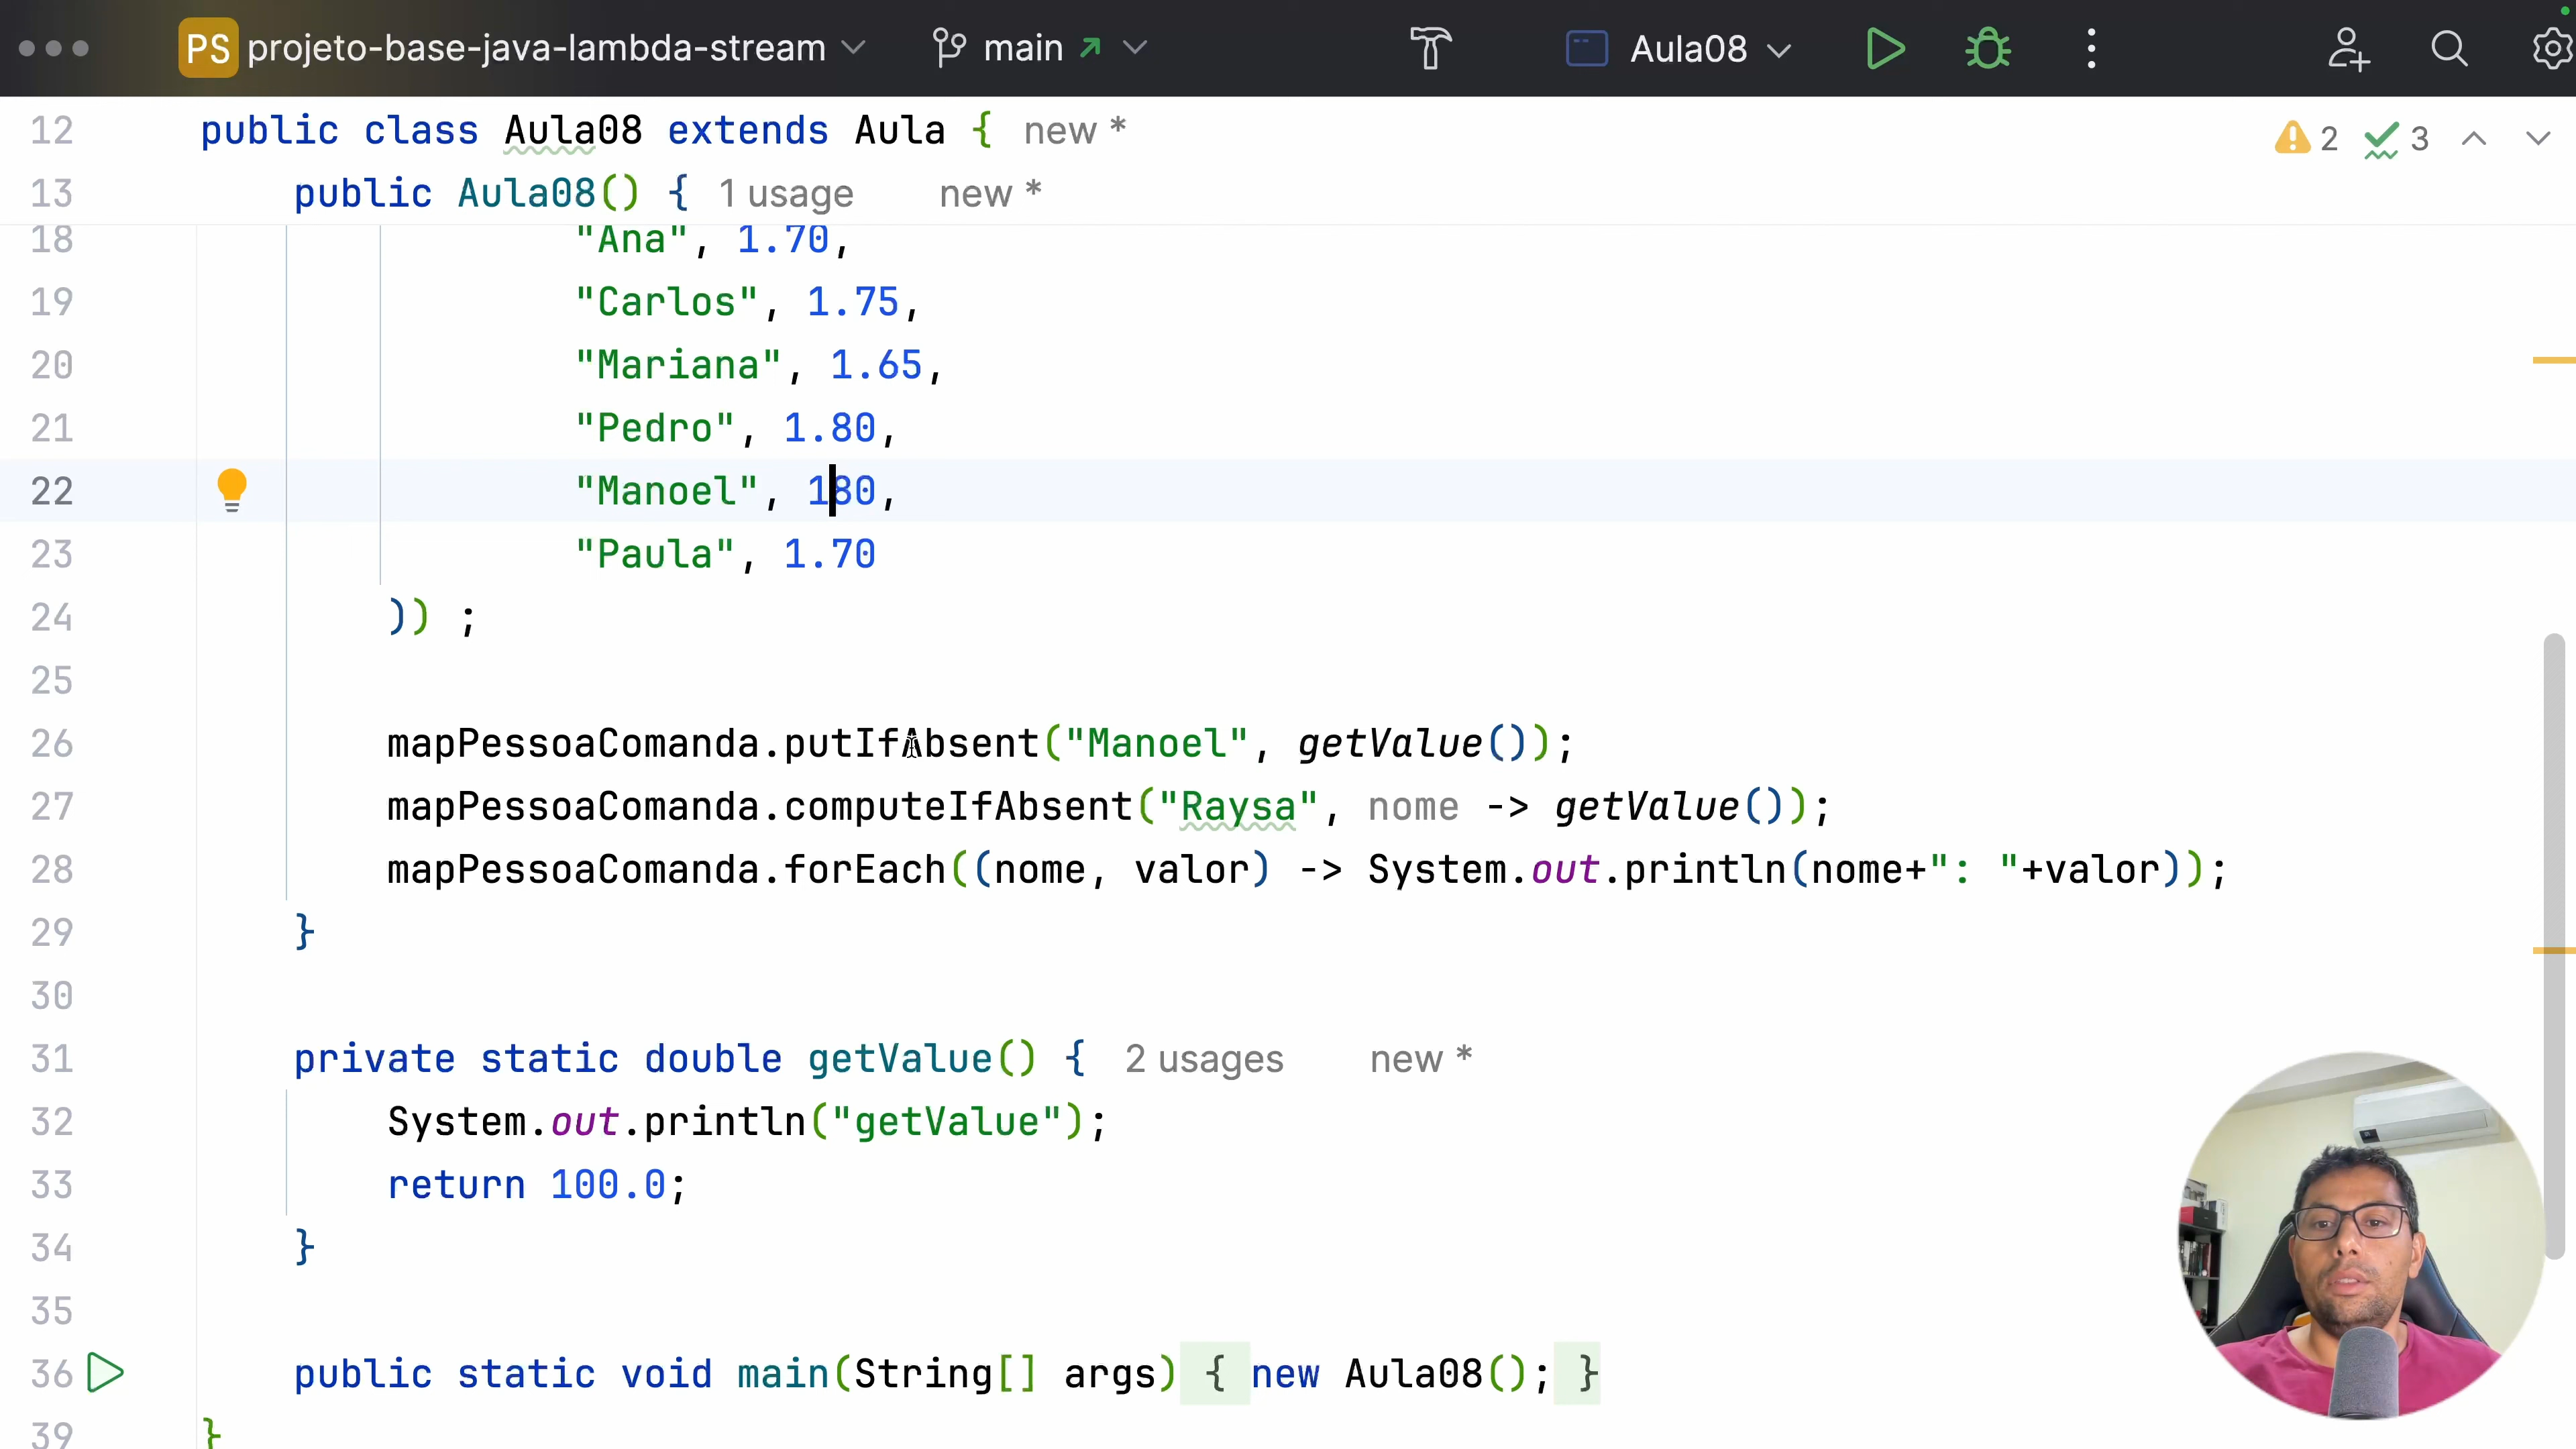 PS projeto-base-java-lambda-stream main Aula08
12 public class Aula08 extends Aula { new *
2 3
13 public Aula08() { 1 usage new *
18 "Ana", 1.70,
19 "Carlos", 1.75,
20 "Mariana", 1.65,
21 "Pedro", 1.80,
22 "Manoel", 180,
23 "Paula", 1.70
24 )) ;
25
26 mapPessoaComanda.putIfAbsent("Manoel", getValue());
27 mapPessoaComanda.computeIfAbsent("Raysa", nome -> getValue());
28 mapPessoaComanda.forEach((nome, valor) -> System.out.println(nome+": "+valor));
29 }
30
31 private static double getValue() { 2 usages new *
32 System.out.println("getValue");
33 return 100.0;
34 }
35
36 public static void main(String[] args) { new Aula08(); }
39 }